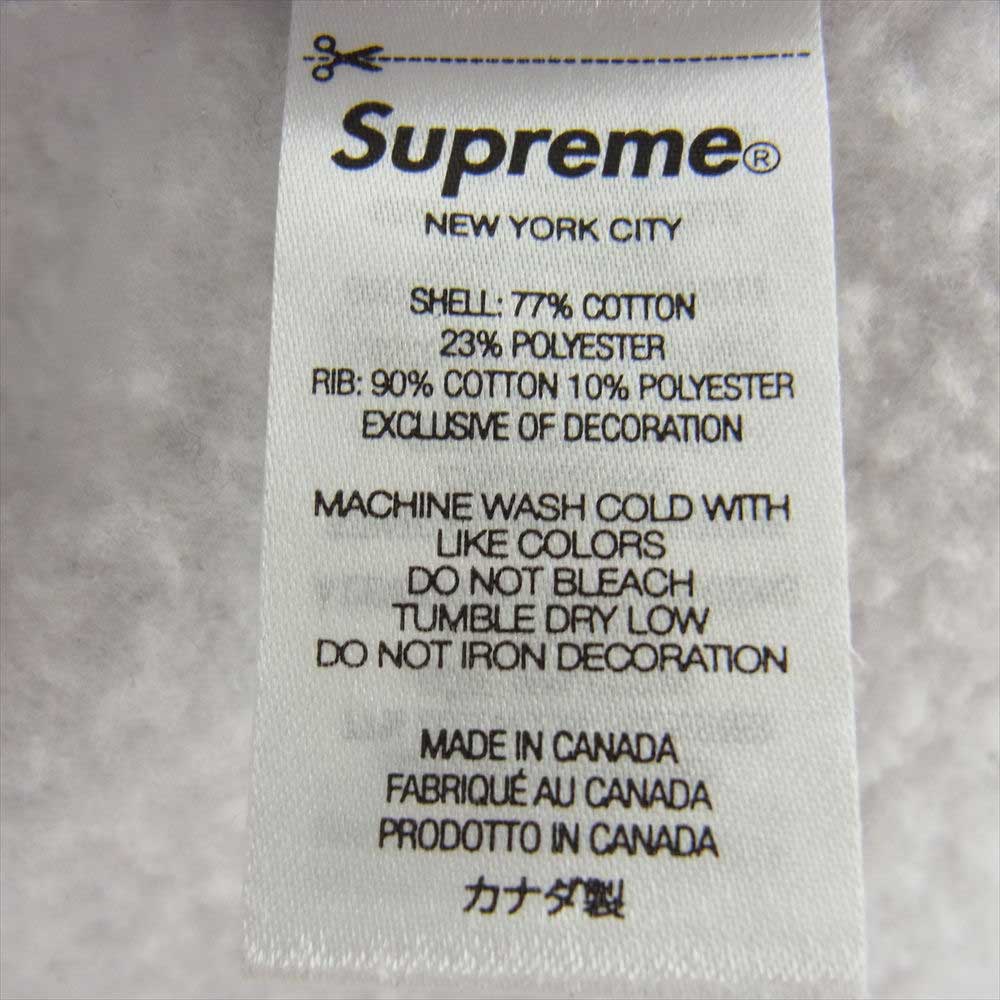 Supreme®
NEW YORK CITY
SHELL: 77% COTTON
23% POLYESTER
RIB: 90% COTTON 10% POLYESTER
EXCLUSIVE OF DECORATION
MACHINE WASH COLD WITH
LIKE COLORS
DO NOT BLEACH
TUMBLE DRY LOW
DO NOT IRON DECORATION
MADE IN CANADA
FABRIQUÉ AU CANADA
PRODOTTO IN CANADA
カナダ製